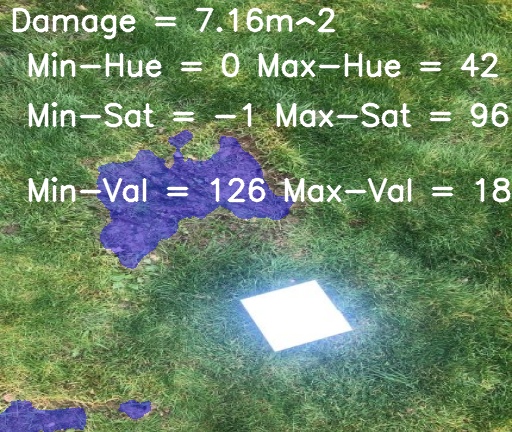 Damage = 7.16m^2
Min-Hue = 0 Max-Hue = 42
Min-Sat = -1 Max-Sat = 96
Min-Val = 126 Max-Val = 18